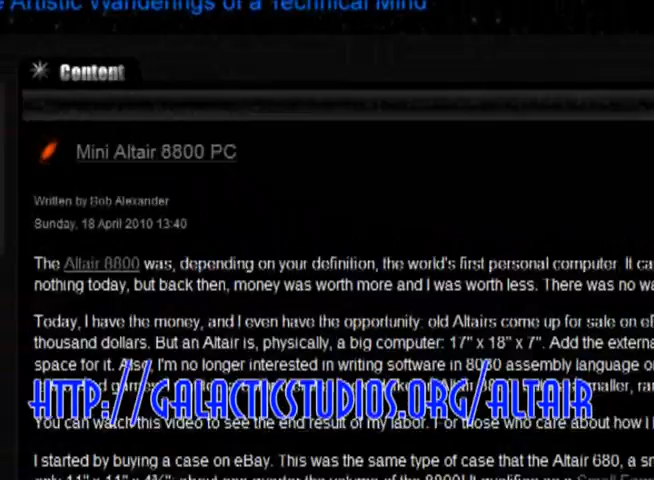 Artistic Wanderings of a Technical Mind
Content
Mini Altair 8800 PC
Written by Bob Alexander
Sunday, 18 April 2010 13:40
The Altair 8800 was, depending on your definition, the world's first personal computer. It
nothing today, but back then, money was worth more and I was worth less. There was no
Today, I have the money, and I even have the opportunity: old Altairs come up for sale on
thousand dollars. But an Altair is, physically, a big computer: 17" x 18" x 7". Add the
space for it. Also, I'm no longer interested in writing software in 8080 assembly language
HTTP://GALACTICSTUDIOS.ORG/ALTAIR
You can watch this video to see the end result of my labor. For those who care about how I
I started by buying a case on eBay. This was the same type of case that the Altair 680, a